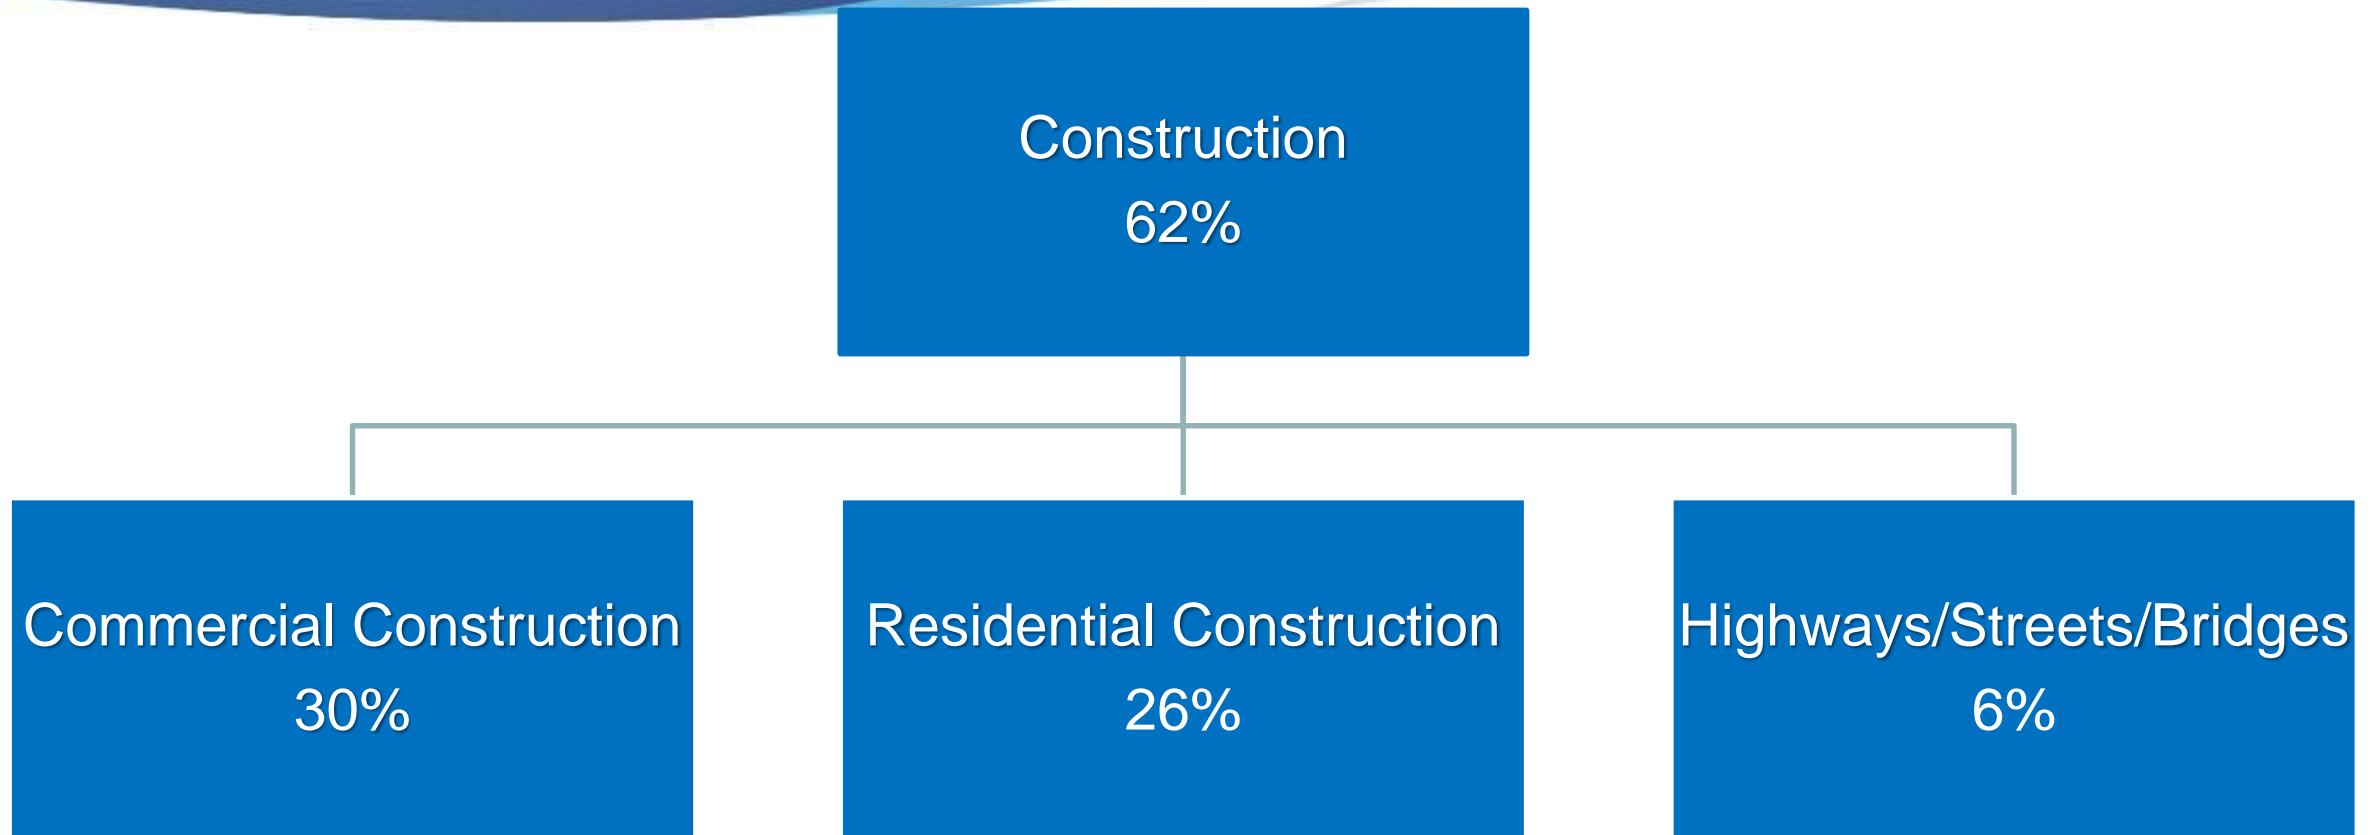 Construction
62%
Commercial Construction
30%
Residential Construction
26%
Highways/Streets/Bridges
6%